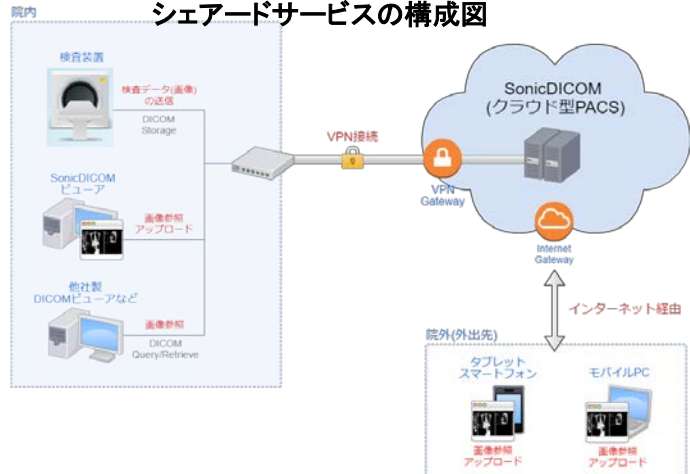 シェアードサービスの構成図
院内
検査装置
検査データ(画像)
の送信
DICOM
Storage
SonicDICOM
ビューア
画像参照
アップロード
他社製
DICOMビューアなど
画像参照
DICOM
Query/Retrieve
VPN接続
SonicDICOM
(クラウド型PACS)
VPN
Gateway
Internet
Gateway
インターネット経由
院外(外出先)
タブレット
スマートフォン
画像参照
アップロード
モバイルPC
画像参照
アップロード